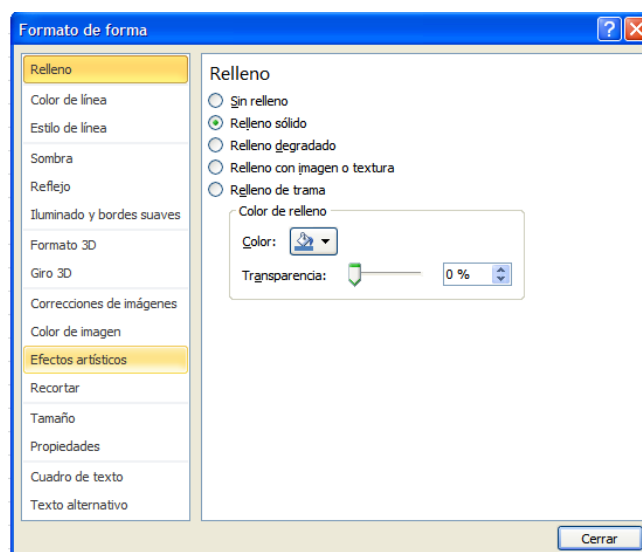 Formato de forma
Relleno
Color de línea
Estilo de línea
Sombra
Reflejo
Iluminado y bordes suaves
Formato 3D
Giro 3D
Correcciones de imágenes
Color de imagen
Efectos artísticos
Recortar
Tamaño
Propiedades
Cuadro de texto
Texto alternativo
Relleno
Sin relleno
Relleno sólido
Relleno degradado
Relleno con imagen o textura
Relleno de trama
Color de relleno
Color:
Transparencia: 0 %
Cerrar